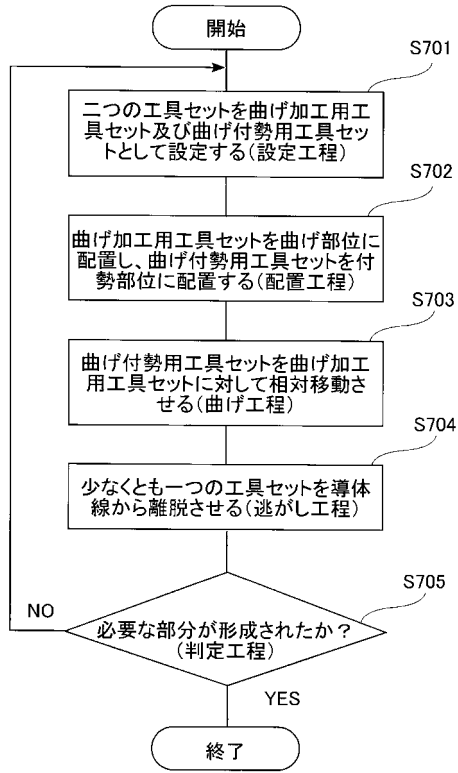 開始
S701
二つの工具セットを曲げ加工用工
具セット及び曲げ付勢用工具セッ
トとして設定する(設定工程)
S702
曲げ加工用工具セットを曲げ部位に
配置し、曲げ付勢用工具セットを付
勢部位に配置する(配置工程)
S703
曲げ付勢用工具セットを曲げ加工
用工具セットに対して相対移動さ
せる(曲げ工程)
S704
少なくとも一つの工具セットを導体
線から離脱させる(逃がし工程)
S705
NO
必要な部分が形成されたか？
(判定工程)
YES
終了